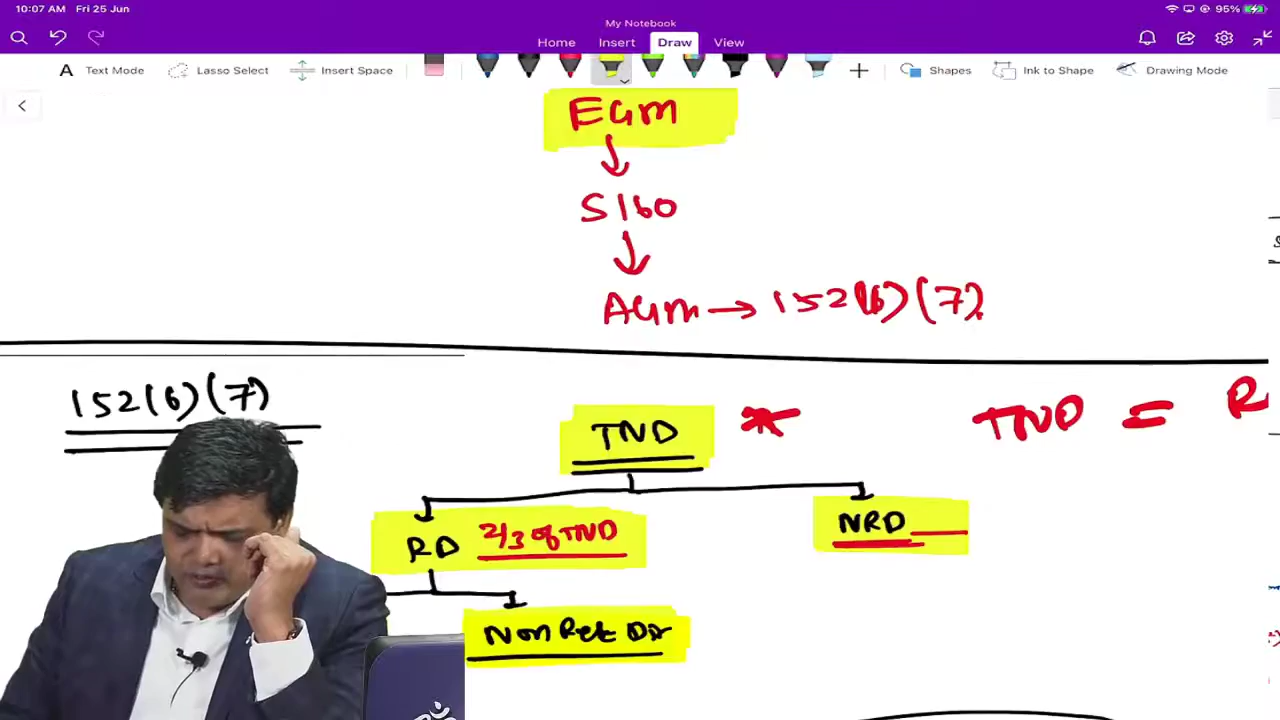 10:07 AM Fri 25 Jun
95%
My Notebook
Home Insert Draw View
Text Mode Lasso Select Insert Space Shapes Ink to Shape Drawing Mode
EGM
S160
AGM → 152(6)(7)
152(6)(7)
TND
TND = R
RD 2/3 of TND
NRD
Non Ret Dir